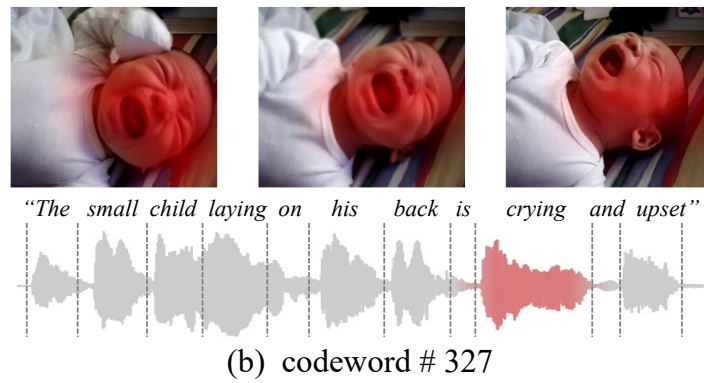 “The small child laying on his back is crying and upset”
(b) codeword # 327